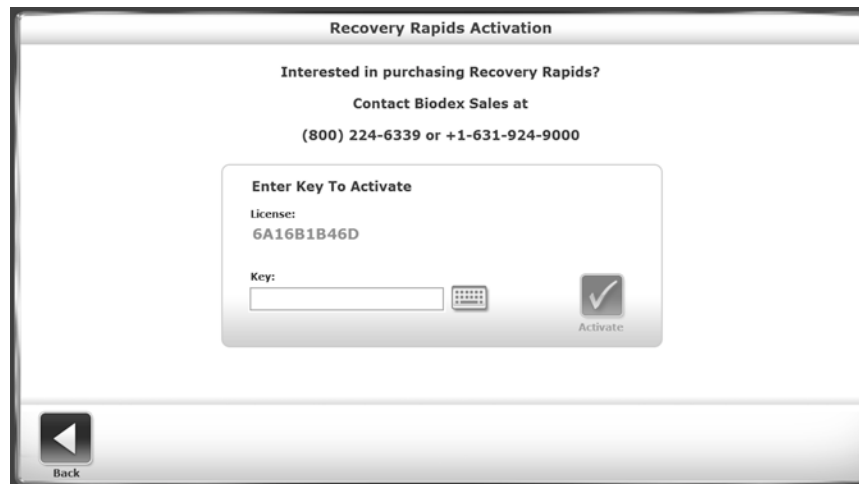 Recovery Rapids Activation
Interested in purchasing Recovery Rapids?
Contact Biodex Sales at
(800) 224-6339 or +1-631-924-9000
Enter Key To Activate
License:
6A16B1B46D
Key:
Activate
Back